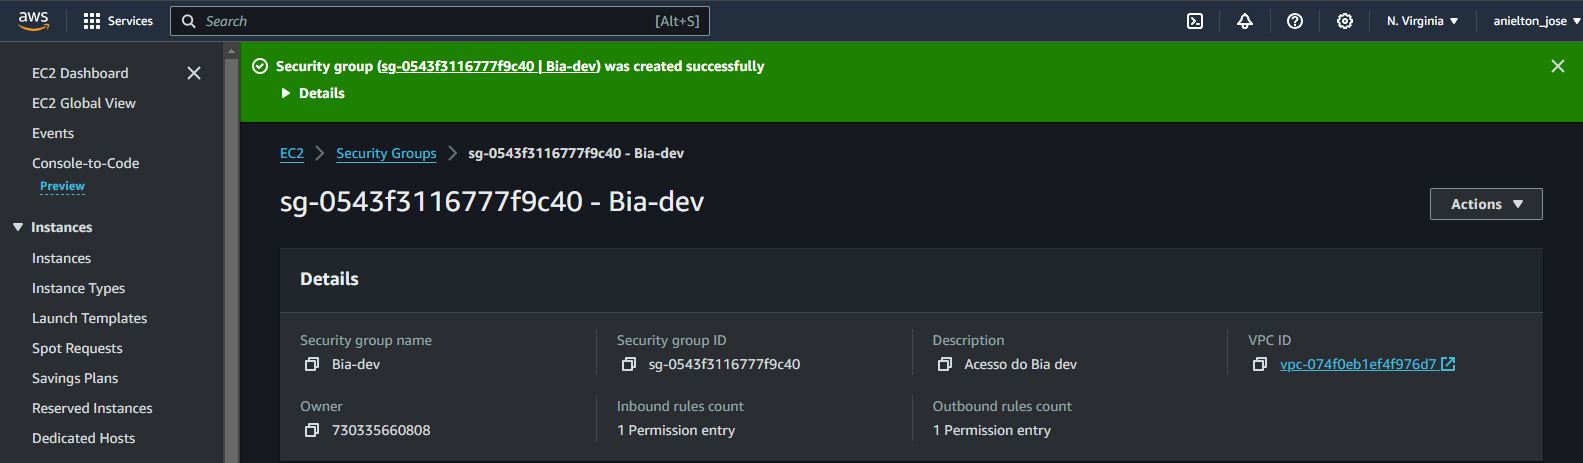 aws Services Search [Alt+S] N. Virginia anielton_jose
EC2 Dashboard
EC2 Global View
Events
Console-to-Code
Preview
Instances
Instances
Instance Types
Launch Templates
Spot Requests
Savings Plans
Reserved Instances
Dedicated Hosts
Security group (sg-0543f3116777f9c40 | Bia-dev) was created successfully
Details
EC2 Security Groups sg-0543f3116777f9c40 - Bia-dev
sg-0543f3116777f9c40 - Bia-dev
Actions
Details
Security group name
Bia-dev
Security group ID
sg-0543f3116777f9c40
Description
Acesso do Bia dev
VPC ID
vpc-074f0eb1ef4f976d7
Owner
730335660808
Inbound rules count
1 Permission entry
Outbound rules count
1 Permission entry